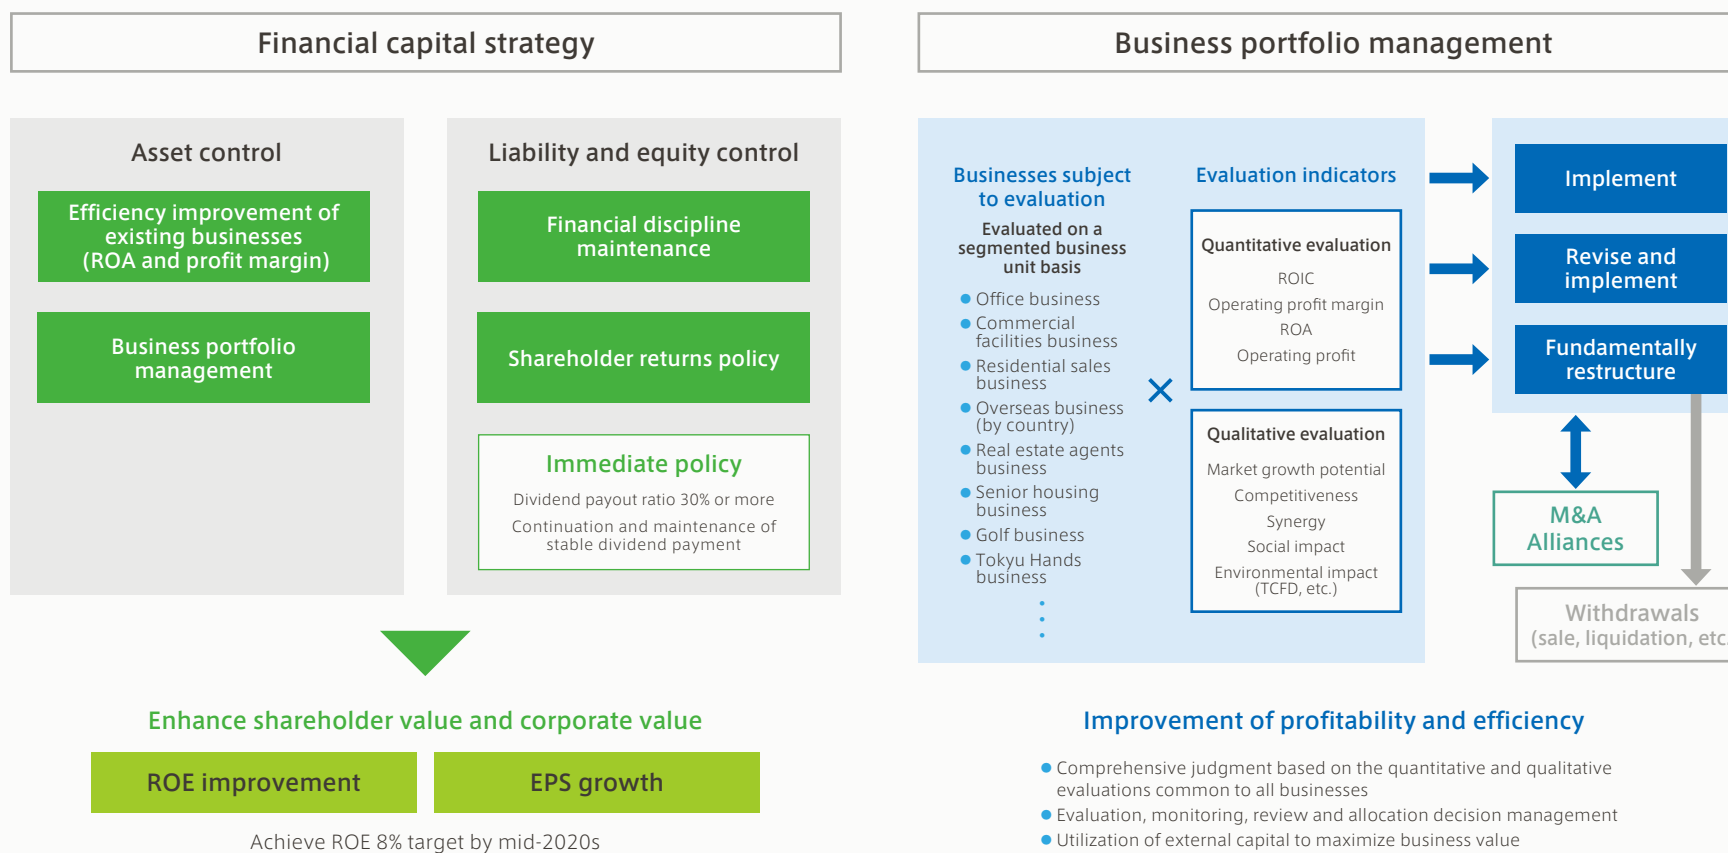 Financial capital strategy
Asset control
Efficiency improvement of
existing businesses
(ROA and profit margin)
Business portfolio
management
Liability and equity control
Financial discipline
maintenance
Shareholder returns policy
Immediate policy
Dividend payout ratio 30% or more
Continuation and maintenance of
stable dividend payment
Enhance shareholder value and corporate value
ROE improvement
EPS growth
Achieve ROE 8% target by mid-2020s
Business portfolio management
Businesses subject
to evaluation
Evaluated on a
segmented business
unit basis
Office business
Commercial
facilities business
Residential sales
business
Overseas business
(by country)
Real estate agents
business
Senior housing
business
Golf business
Tokyu Hands
business
×
Evaluation indicators
Quantitative evaluation
ROIC
Operating profit margin
ROA
Operating profit
Qualitative evaluation
Market growth potential
Competitiveness
Synergy
Social impact
Environmental impact
(TCFD, etc.)
Implement
Revise and
implement
Fundamentally
restructure
M&A
Alliances
Withdrawals
(sale, liquidation, etc.
Improvement of profitability and efficiency
Comprehensive judgment based on the quantitative and qualitative
evaluations common to all businesses
Evaluation, monitoring, review and allocation decision management
Utilization of external capital to maximize business value